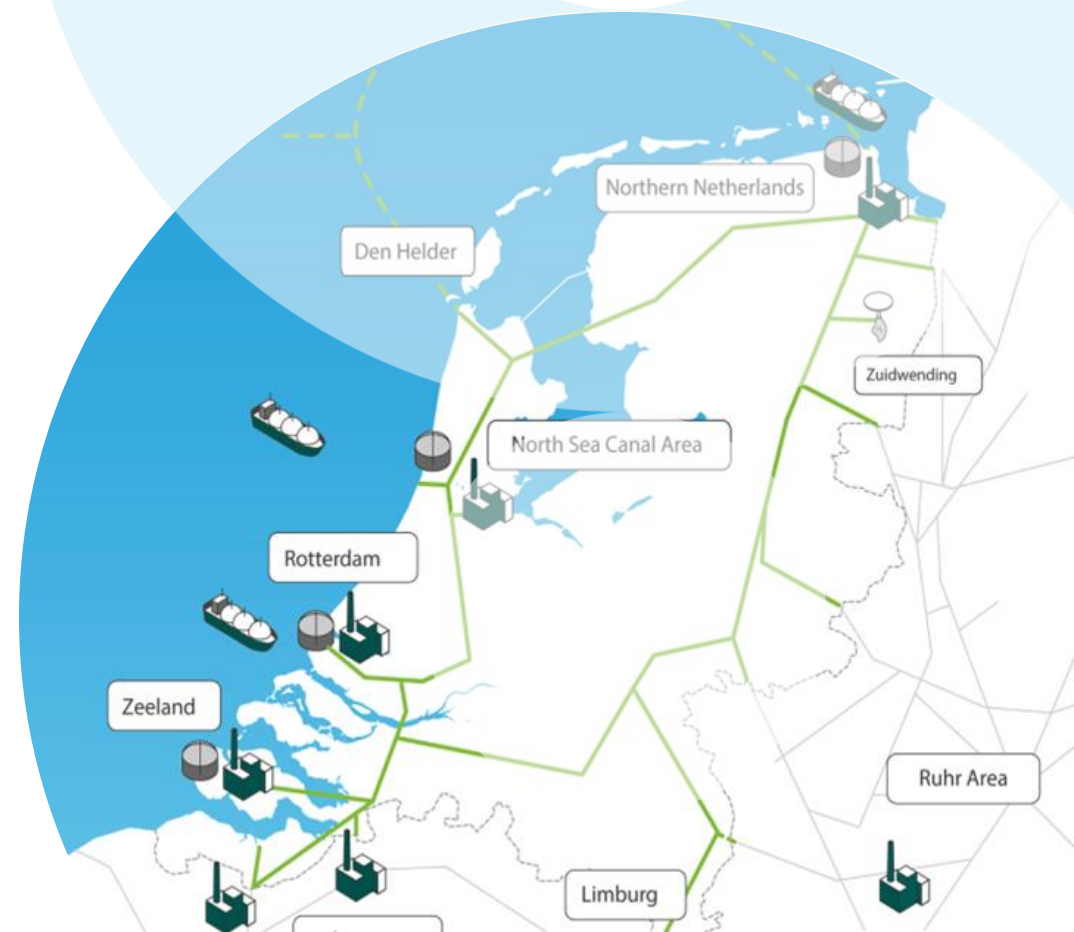 Northern Netherlands
Den Helder
Zuidwending
North Sea Canal Area
Rotterdam
Zeeland
Ruhr Area
Limburg